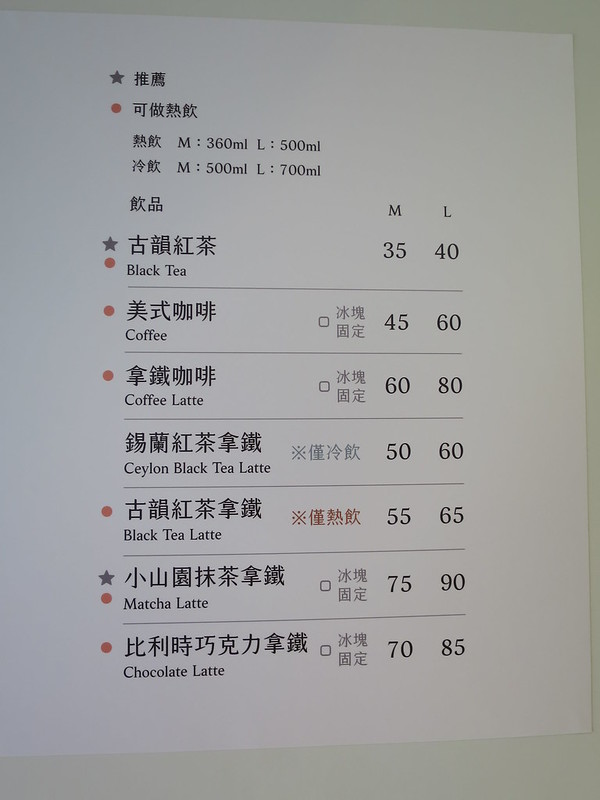 ★ 推薦
● 可做熱飲
熱飲 M：360ml L：500ml
冷飲 M：500ml L：700ml
飲品 M L
★ ● 古韻紅茶 35 40
Black Tea
● 美式咖啡 冰塊固定 45 60
Coffee
● 拿鐵咖啡 冰塊固定 60 80
Coffee Latte
錫蘭紅茶拿鐵 ※僅冷飲 50 60
Ceylon Black Tea Latte
● 古韻紅茶拿鐵 ※僅熱飲 55 65
Black Tea Latte
★ ● 小山園抹茶拿鐵 冰塊固定 75 90
Matcha Latte
● 比利時巧克力拿鐵 冰塊固定 70 85
Chocolate Latte